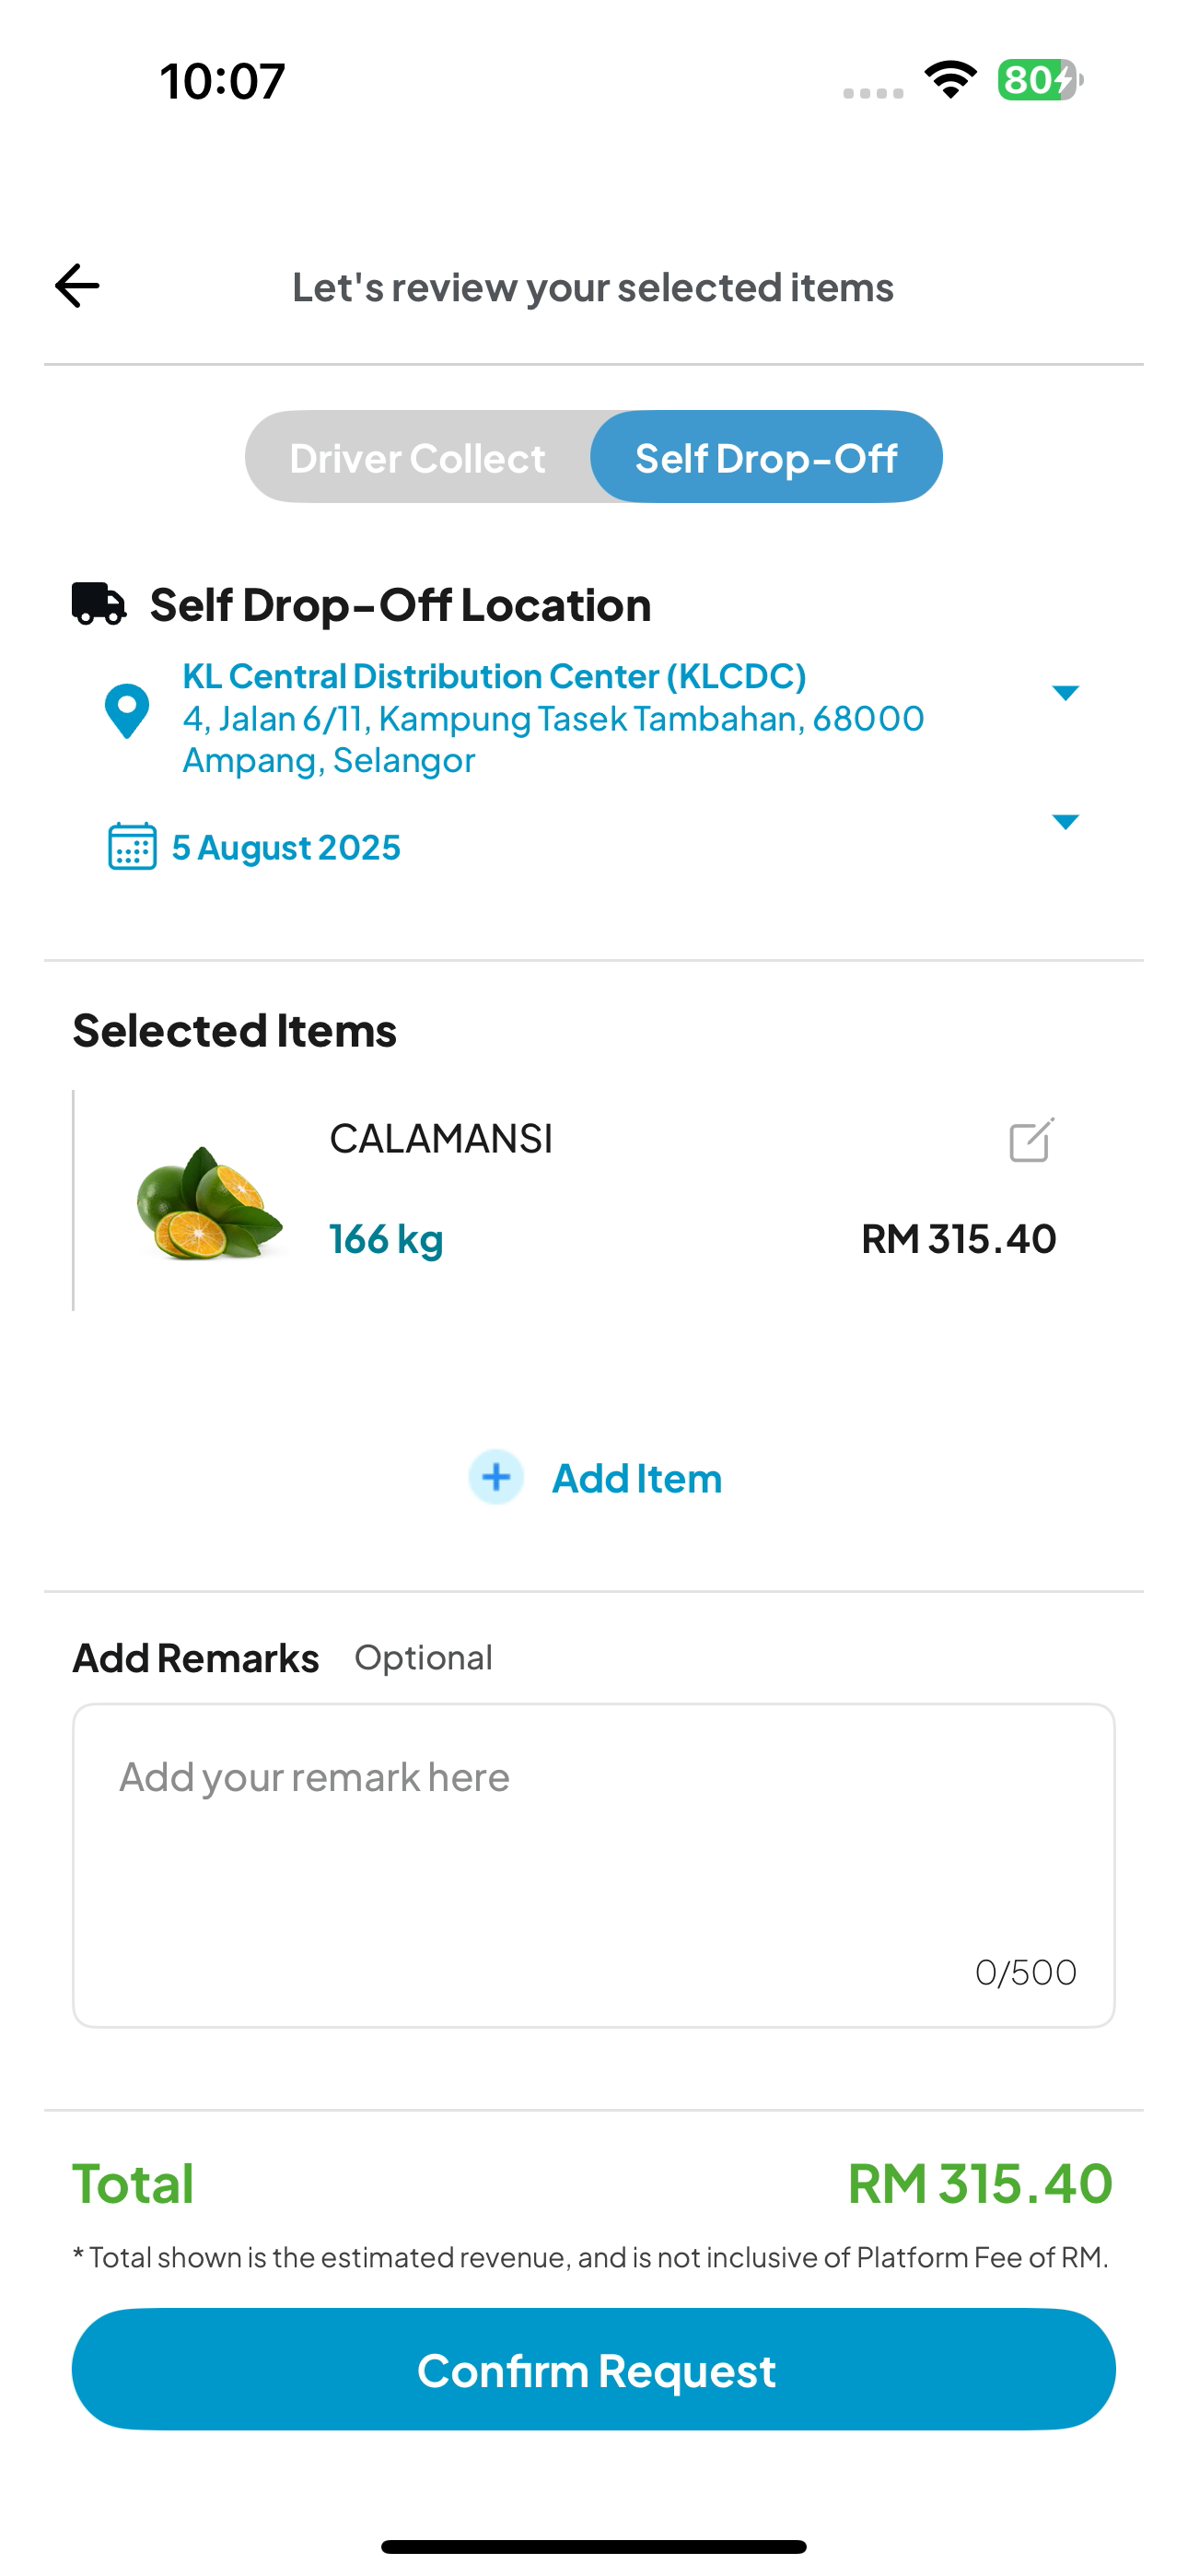 10:07
80
Let's review your selected items
Driver Collect
Self Drop-Off
Self Drop-Off Location
KL Central Distribution Center (KLCDC)
4, Jalan 6/11, Kampung Tasek Tambahan, 68000
Ampang, Selangor
5 August 2025
Selected Items
CALAMANSI
166 kg
RM 315.40
Add Item
Add Remarks Optional
Add your remark here
0/500
Total
RM 315.40
* Total shown is the estimated revenue, and is not inclusive of Platform Fee of RM.
Confirm Request